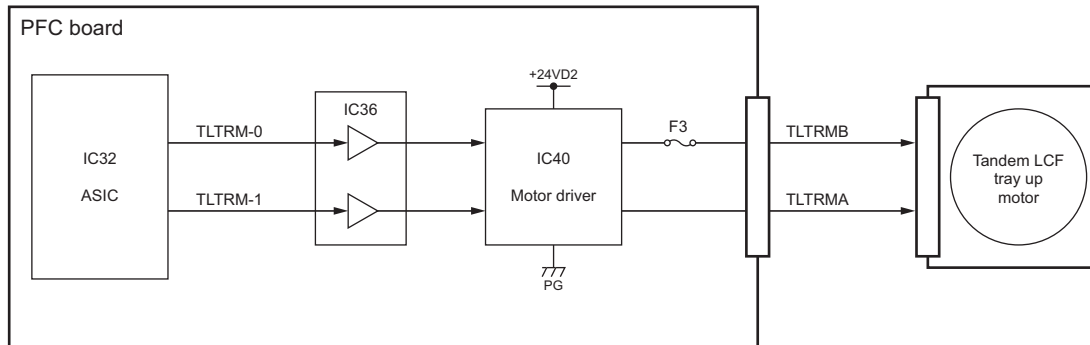 PFC board
+24VD2
IC36
F3
TLTRM-0
TLTRMB
IC32
ASIC
IC40
Motor driver
Tandem LCF
tray up
motor
TLTRM-1
TLTRMA
PG